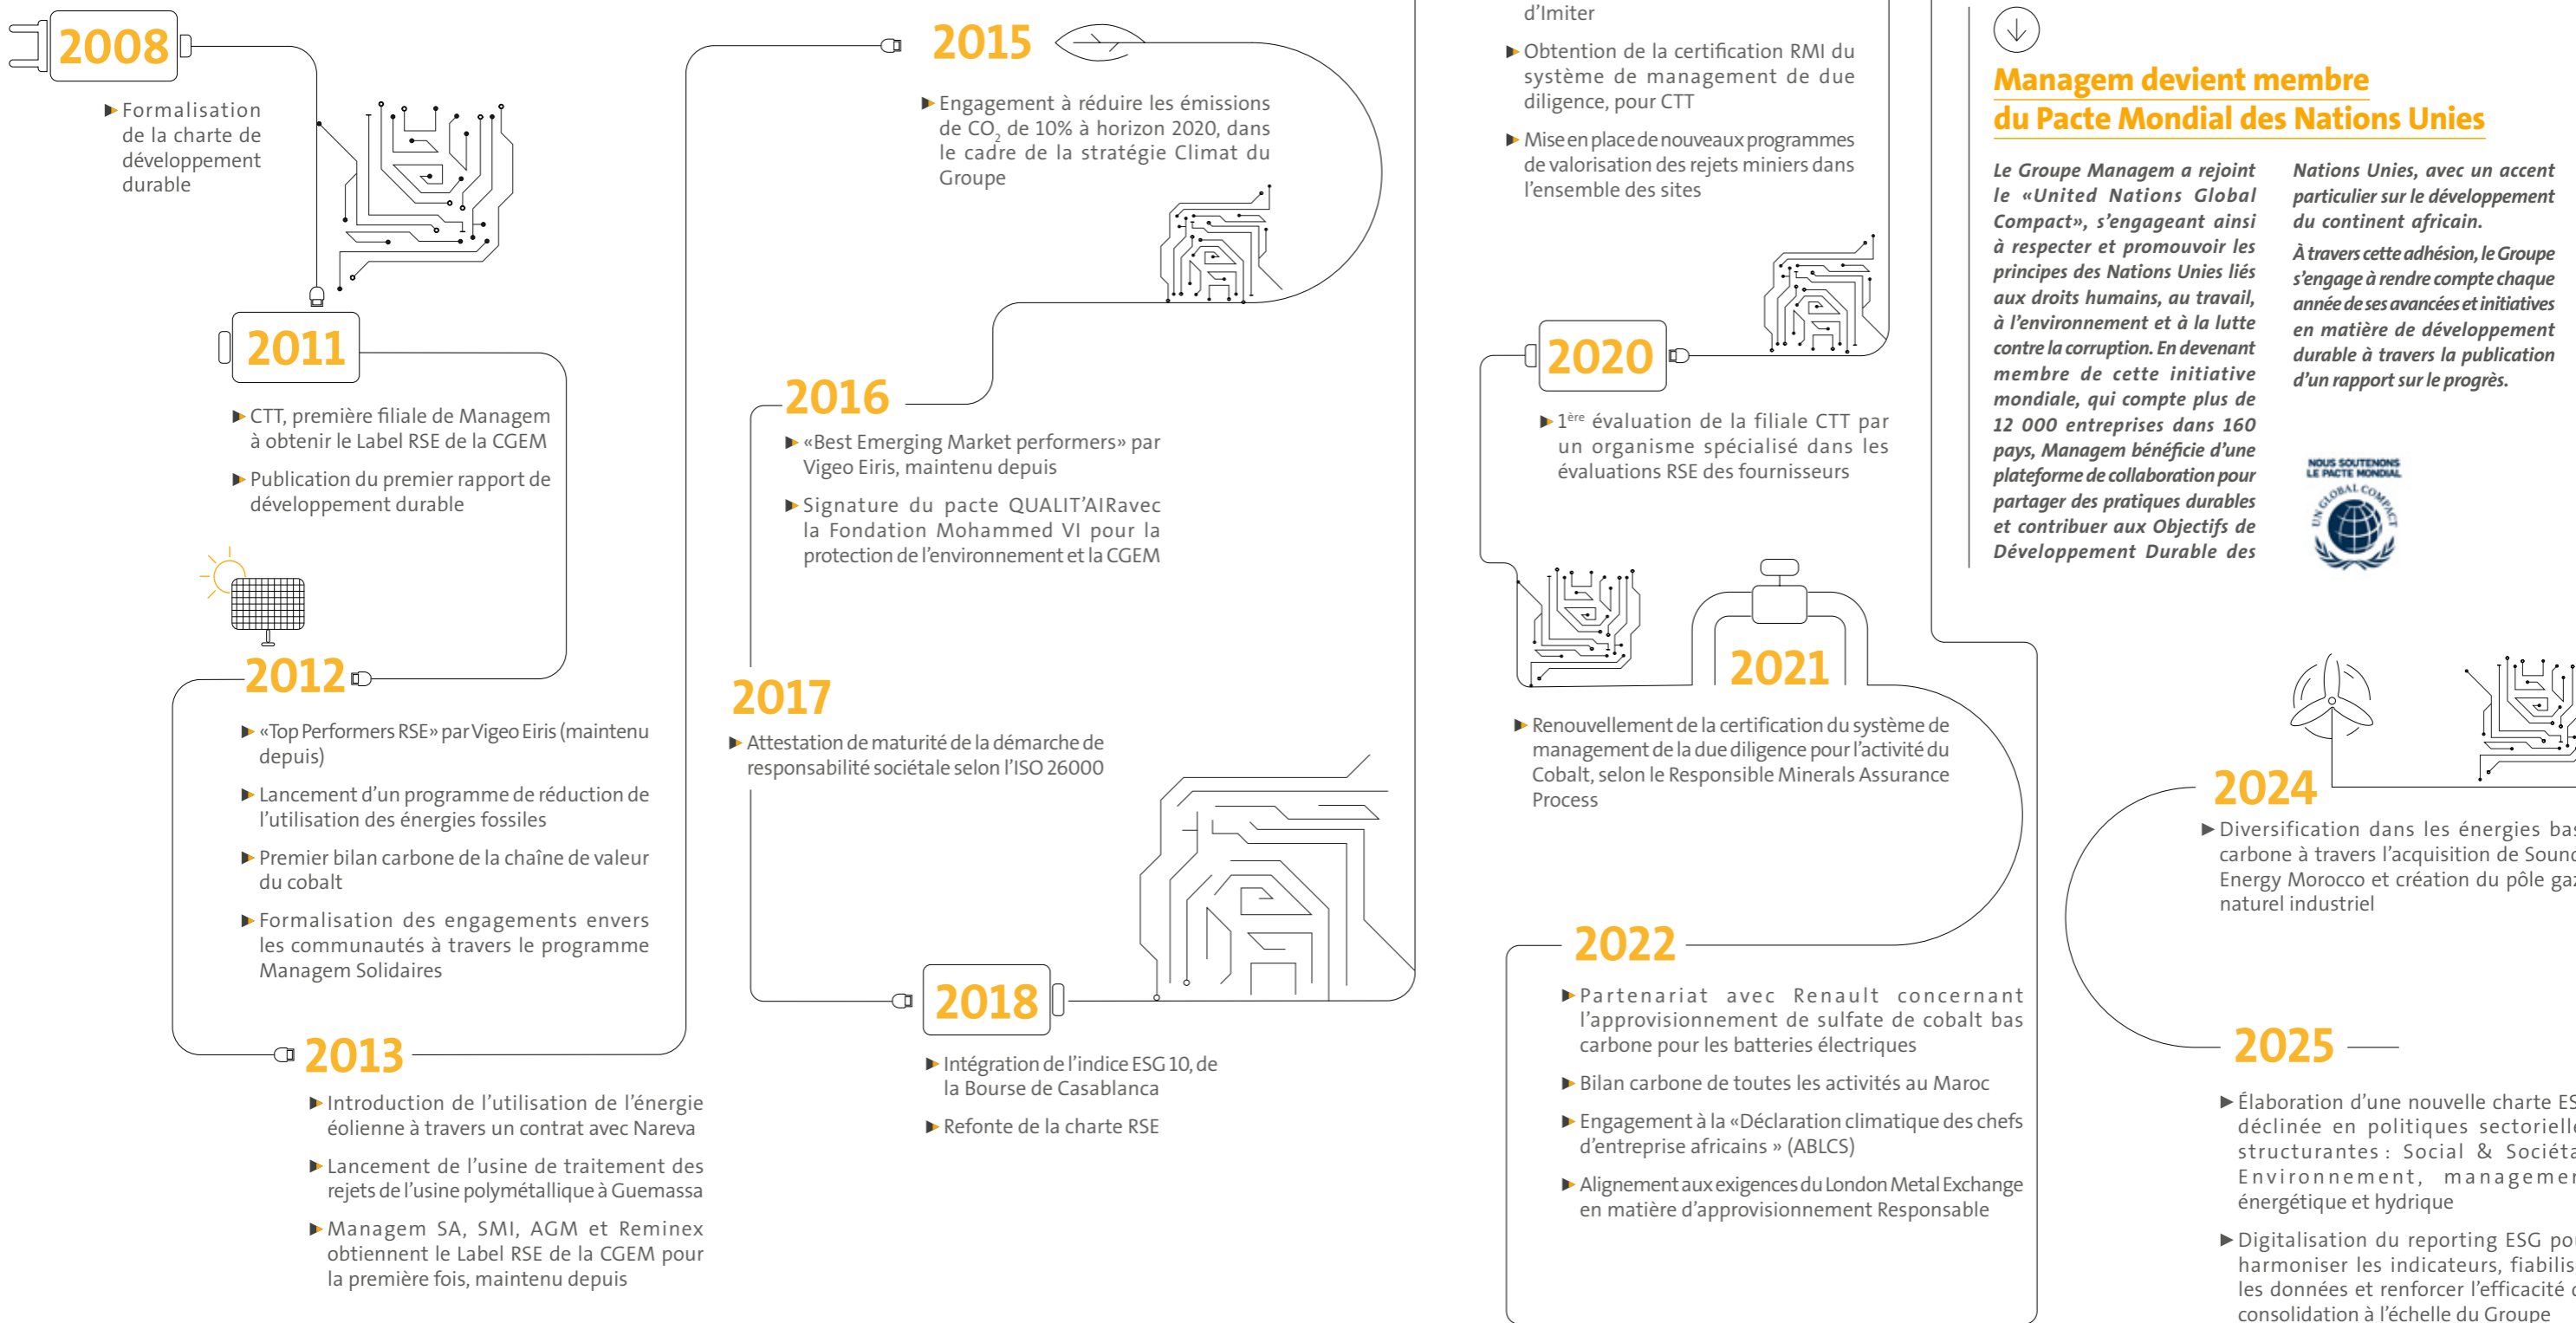 2008
Formalisation
de la charte de
développement
durable
2011
CTT, première filiale de Managem
à obtenir le Label RSE de la CGEM
Publication du premier rapport de
développement durable
2012
«Top Performers RSE» par Vigeo Eiris (maintenu
depuis)
Lancement d'un programme de réduction de
l'utilisation des énergies fossiles
Premier bilan carbone de la chaîne de valeur
du cobalt
Formalisation des engagements envers
les communautés à travers le programme
Managem Solidaires
2013
Introduction de l'utilisation de l'énergie
éolienne à travers un contrat avec Nareva
Lancement de l'usine de traitement des
rejets de l'usine polymétallique à Guemassa
Managem SA, SMI, AGM et Reminex
obtiennent le Label RSE de la CGEM pour
la première fois, maintenu depuis
2015
Engagement à réduire les émissions
de CO₂ de 10% à horizon 2020, dans
le cadre de la stratégie Climat du
Groupe
2016
«Best Emerging Market performers» par
Vigeo Eiris, maintenu depuis
Signature du pacte QUALIT'AIRavec
la Fondation Mohammed VI pour la
protection de l'environnement et la CGEM
2017
Attestation de maturité de la démarche de
responsabilité sociétale selon l'ISO 26000
2018
Intégration de l'indice ESG 10, de
la Bourse de Casablanca
Refonte de la charte RSE
d'Imiter
Obtention de la certification RMI du
système de management de due
diligence, pour CTT
Mise en place de nouveaux programmes
de valorisation des rejets miniers dans
l'ensemble des sites
2020
1ère évaluation de la filiale CTT par
un organisme spécialisé dans les
évaluations RSE des fournisseurs
2021
Renouvellement de la certification du système de
management de la due diligence pour l'activité du
Cobalt, selon le Responsible Minerals Assurance
Process
2022
Partenariat avec Renault concernant
l'approvisionnement de sulfate de cobalt bas
carbone pour les batteries électriques
Bilan carbone de toutes les activités au Maroc
Engagement à la «Déclaration climatique des chefs
d'entreprise africains » (ABLCS)
Alignement aux exigences du London Metal Exchange
en matière d'approvisionnement Responsable
Managem devient membre
du Pacte Mondial des Nations Unies
Le Groupe Managem a rejoint
le «United Nations Global
Compact», s'engageant ainsi
à respecter et promouvoir les
principes des Nations Unies liés
aux droits humains, au travail,
à l'environnement et à la lutte
contre la corruption. En devenant
membre de cette initiative
mondiale, qui compte plus de
12 000 entreprises dans 160
pays, Managem bénéficie d'une
plateforme de collaboration pour
partager des pratiques durables
et contribuer aux Objectifs de
Développement Durable des
Nations Unies, avec un accent
particulier sur le développement
du continent africain.
À travers cette adhésion, le Groupe
s'engage à rendre compte chaque
année de ses avancées et initiatives
en matière de développement
durable à travers la publication
d'un rapport sur le progrès.
NOUS SOUTENONS
LE PACTE MONDIAL
UN GLOBAL COMPACT
2024
Diversification dans les énergies bas
carbone à travers l'acquisition de Sound
Energy Morocco et création du pôle gaz
naturel industriel
2025
Élaboration d'une nouvelle charte
déclinée en politiques
structurantes : Social &
Environnement,
énergétique et hydrique
Digitalisation du reporting ESG
harmoniser les indicateurs,
les données et renforcer l'efficacité
consolidation à l'échelle du Groupe